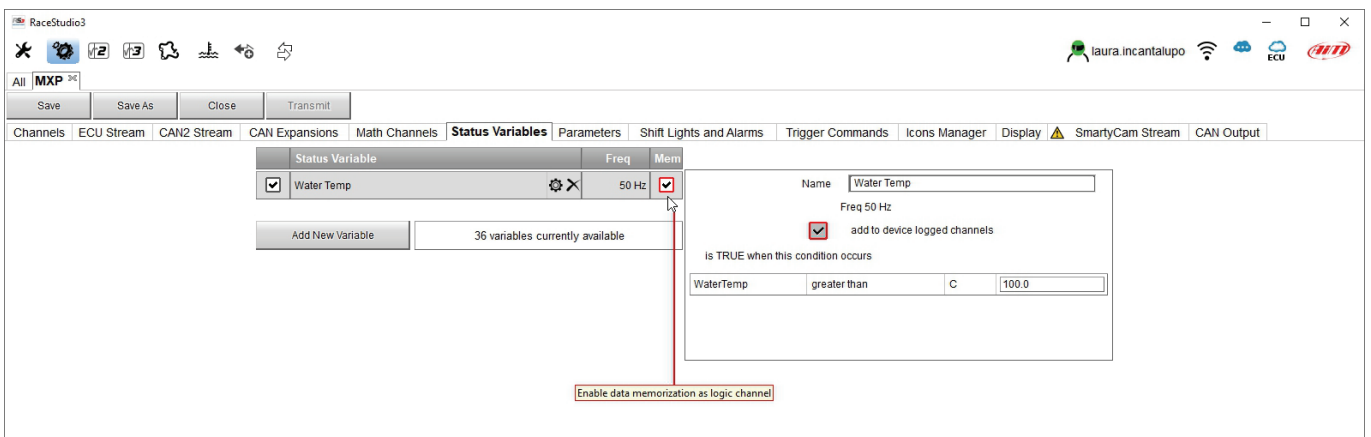 RaceStudio3
laura.incantalupo
ECU
AiM
All MXP
Save Save As Close Transmit
Channels ECU Stream CAN2 Stream CAN Expansions Math Channels Status Variables Parameters Shift Lights and Alarms Trigger Commands Icons Manager Display SmartyCam Stream CAN Output
Status Variable Freq Mem
Water Temp 50 Hz
Add New Variable 36 variables currently available
Name Water Temp
Freq 50 Hz
add to device logged channels
is TRUE when this condition occurs
WaterTemp greater than C 100.0
Enable data memorization as logic channel